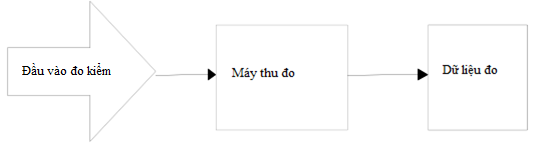 Đầu vào đo kiểm
Máy thu đo
Dữ liệu đo